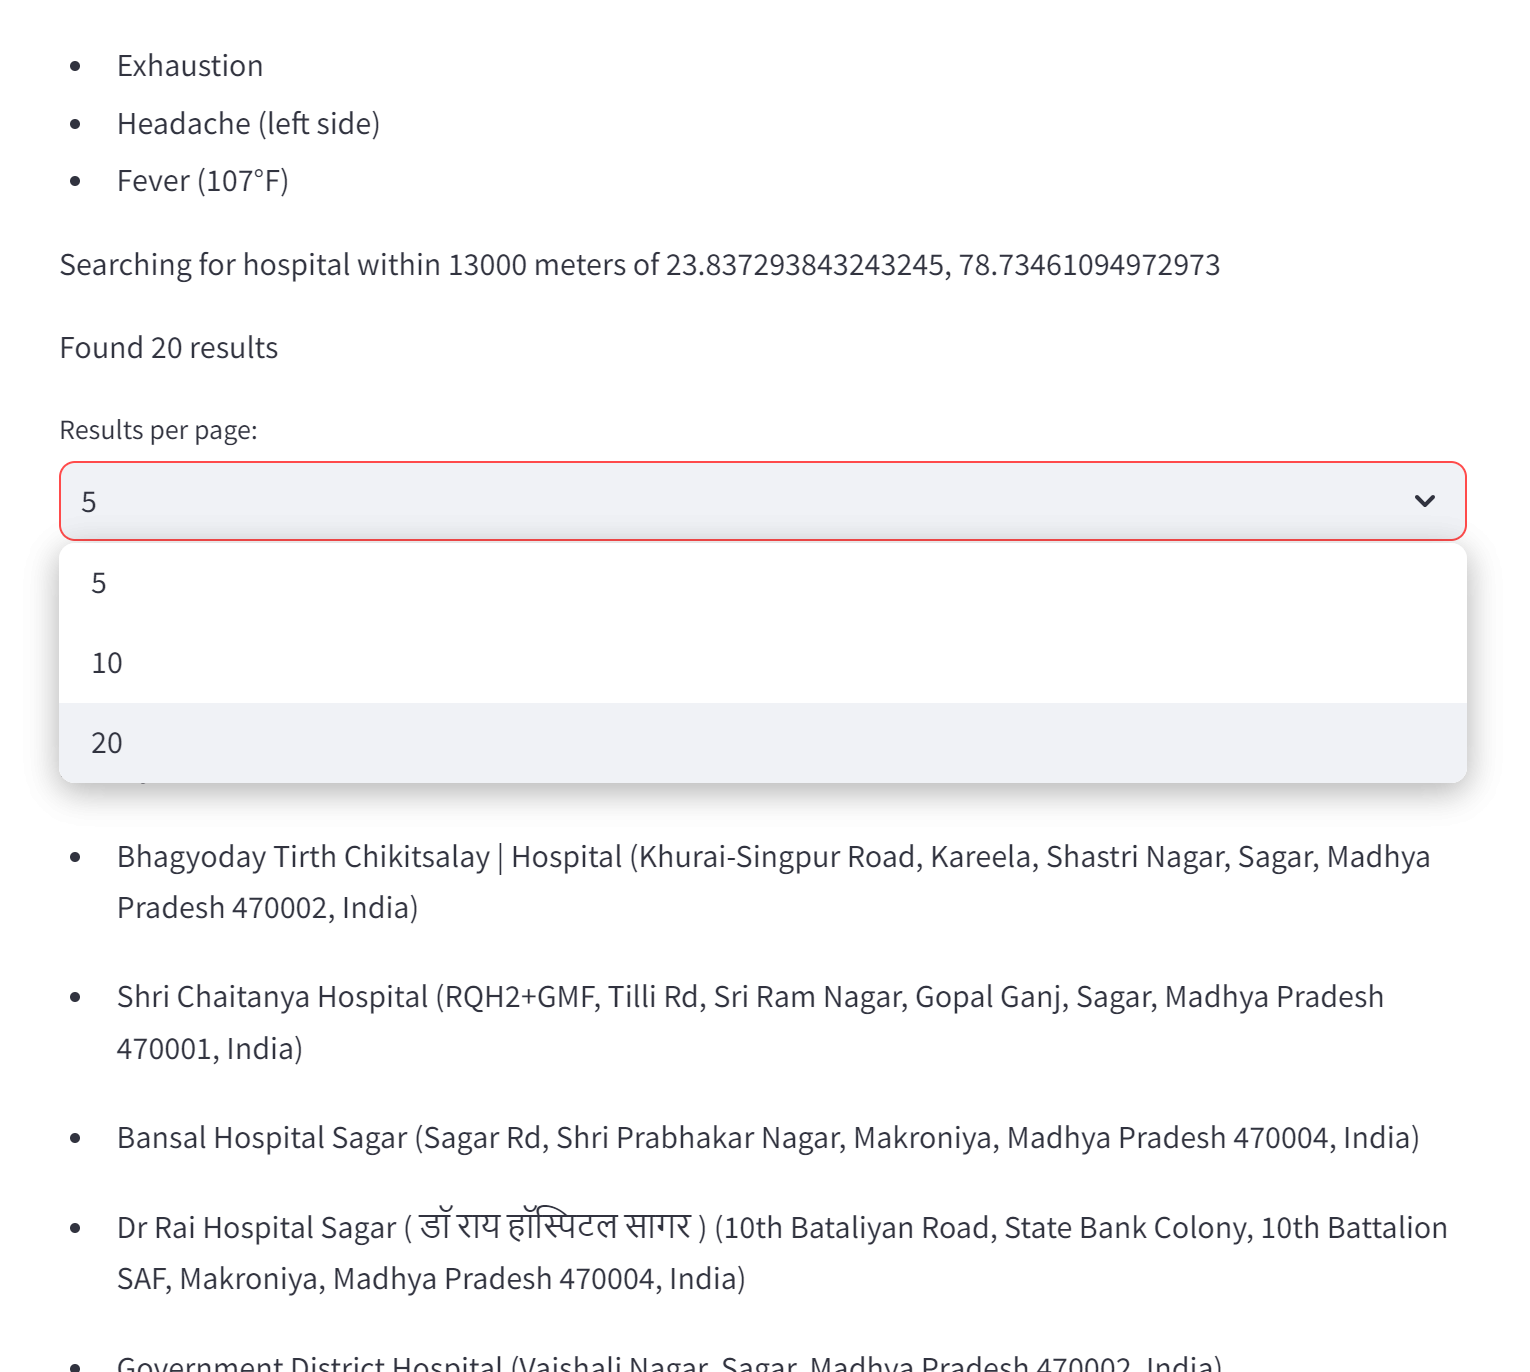 Exhaustion
Headache (left side)
Fever (107°F)
Searching for hospital within 13000 meters of 23.837293843243245, 78.73461094972973
Found 20 results
Results per page:
5
5
10
20
Bhagyoday Tirth Chikitsalay | Hospital (Khurai-Singpur Road, Kareela, Shastri Nagar, Sagar, Madhya
Pradesh 470002, India)
Shri Chaitanya Hospital (RQH2+GMF, Tilli Rd, Sri Ram Nagar, Gopal Ganj, Sagar, Madhya Pradesh
470001, India)
Bansal Hospital Sagar (Sagar Rd, Shri Prabhakar Nagar, Makroniya, Madhya Pradesh 470004, India)
Dr Rai Hospital Sagar ( डॉ राय हॉस्पिटल सागर ) (10th Bataliyan Road, State Bank Colony, 10th Battalion
SAF, Makroniya, Madhya Pradesh 470004, India)
Government District Hospital (Vaishali Nagar, Sagar, Madhya Pradesh 470002, India)